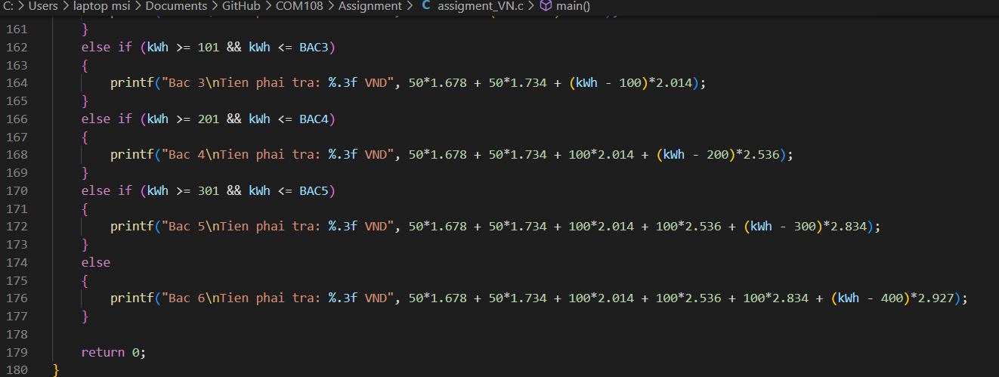 C: > Users > laptop msi > Documents > GitHub > COM108 > Assignment > C assigment_VN.c > main()
161 }
162 else if (kWh >= 101 && kWh <= BAC3)
163 {
164 printf("Bac 3\nTien phai tra: %.3f VND", 50*1.678 + 50*1.734 + (kWh - 100)*2.014);
165 }
166 else if (kWh >= 201 && kWh <= BAC4)
167 {
168 printf("Bac 4\nTien phai tra: %.3f VND", 50*1.678 + 50*1.734 + 100*2.014 + (kWh - 200)*2.536);
169 }
170 else if (kWh >= 301 && kWh <= BAC5)
171 {
172 printf("Bac 5\nTien phai tra: %.3f VND", 50*1.678 + 50*1.734 + 100*2.014 + 100*2.536 + (kWh - 300)*2.834);
173 }
174 else
175 {
176 printf("Bac 6\nTien phai tra: %.3f VND", 50*1.678 + 50*1.734 + 100*2.014 + 100*2.536 + 100*2.834 + (kWh - 400)*2.927);
177 }
178
179 return 0;
180 }